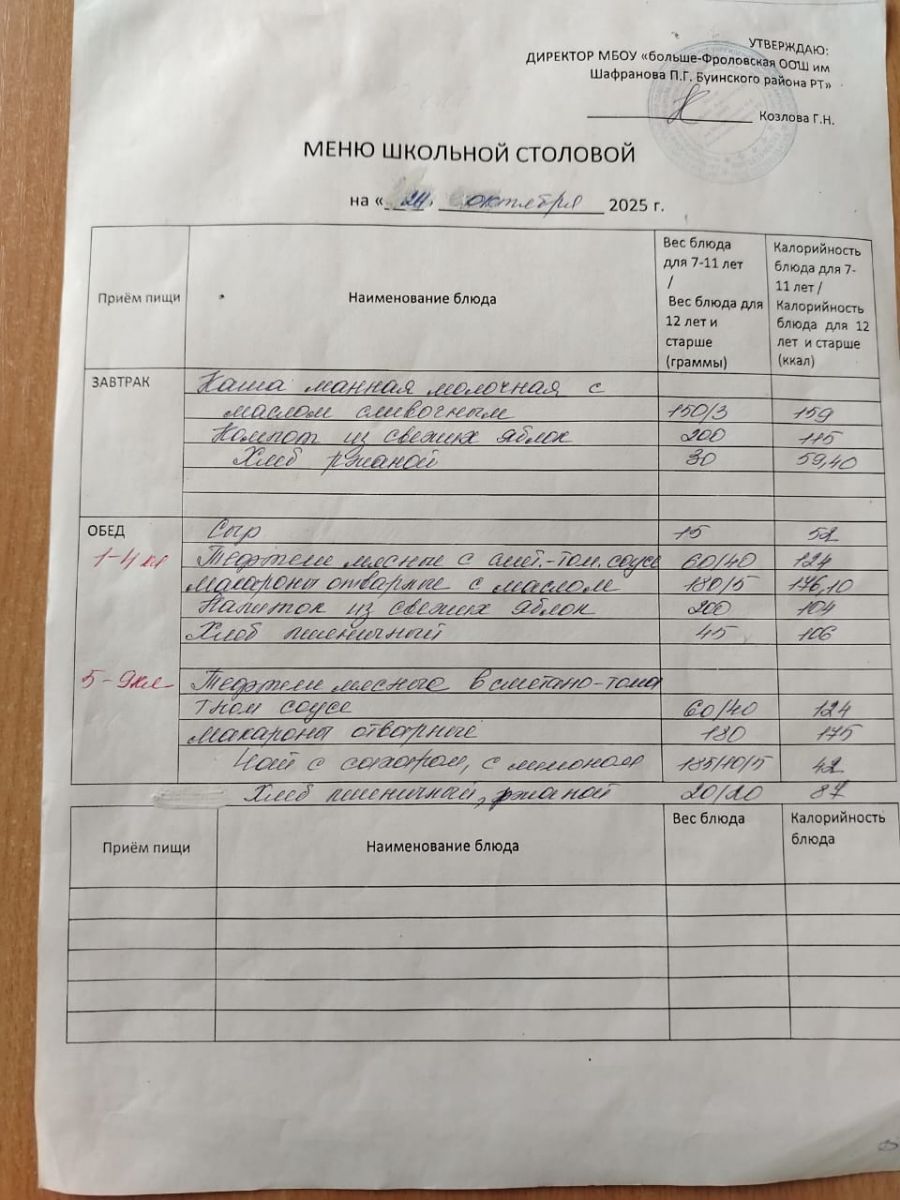 УТВЕРЖДАЮ:
ДИРЕКТОР МБОУ «больше-Фроловская ООШ им
Шафранова П.Г. Буинского района РТ»
Козлова Г.Н.
МЕНЮ ШКОЛЬНОЙ СТОЛОВОЙ
на « 24. октября 2025 г.
Приём пищи Наименование блюда Вес блюда для 7-11 лет / Вес блюда для 12 лет и старше (граммы) Калорийность блюда для 7-11 лет / Калорийность блюда для 12 лет и старше (ккал)
ЗАВТРАК Каша манная молочная с
маслом сливочным 150/3 159
Компот из свежих яблок 200 115
Хлеб ржаной 30 59,40
ОБЕД Сыр 15 52
1-4 кл Тефтели мясные с смет.-том. соусе 60/40 124
макароны отварные с маслом 180/5 176,10
Напиток из свежих яблок 200 104
Хлеб пшеничный 45 106
5-9кл Тефтели мясного в сметано-тома
тном соусе 60/40 124
макароны отварные 180 175
Чай с сахаром, с лимоном 185/10/5 42
Хлеб пшеничный, ржаной 20/20 87
Приём пищи Наименование блюда Вес блюда Калорийность блюда